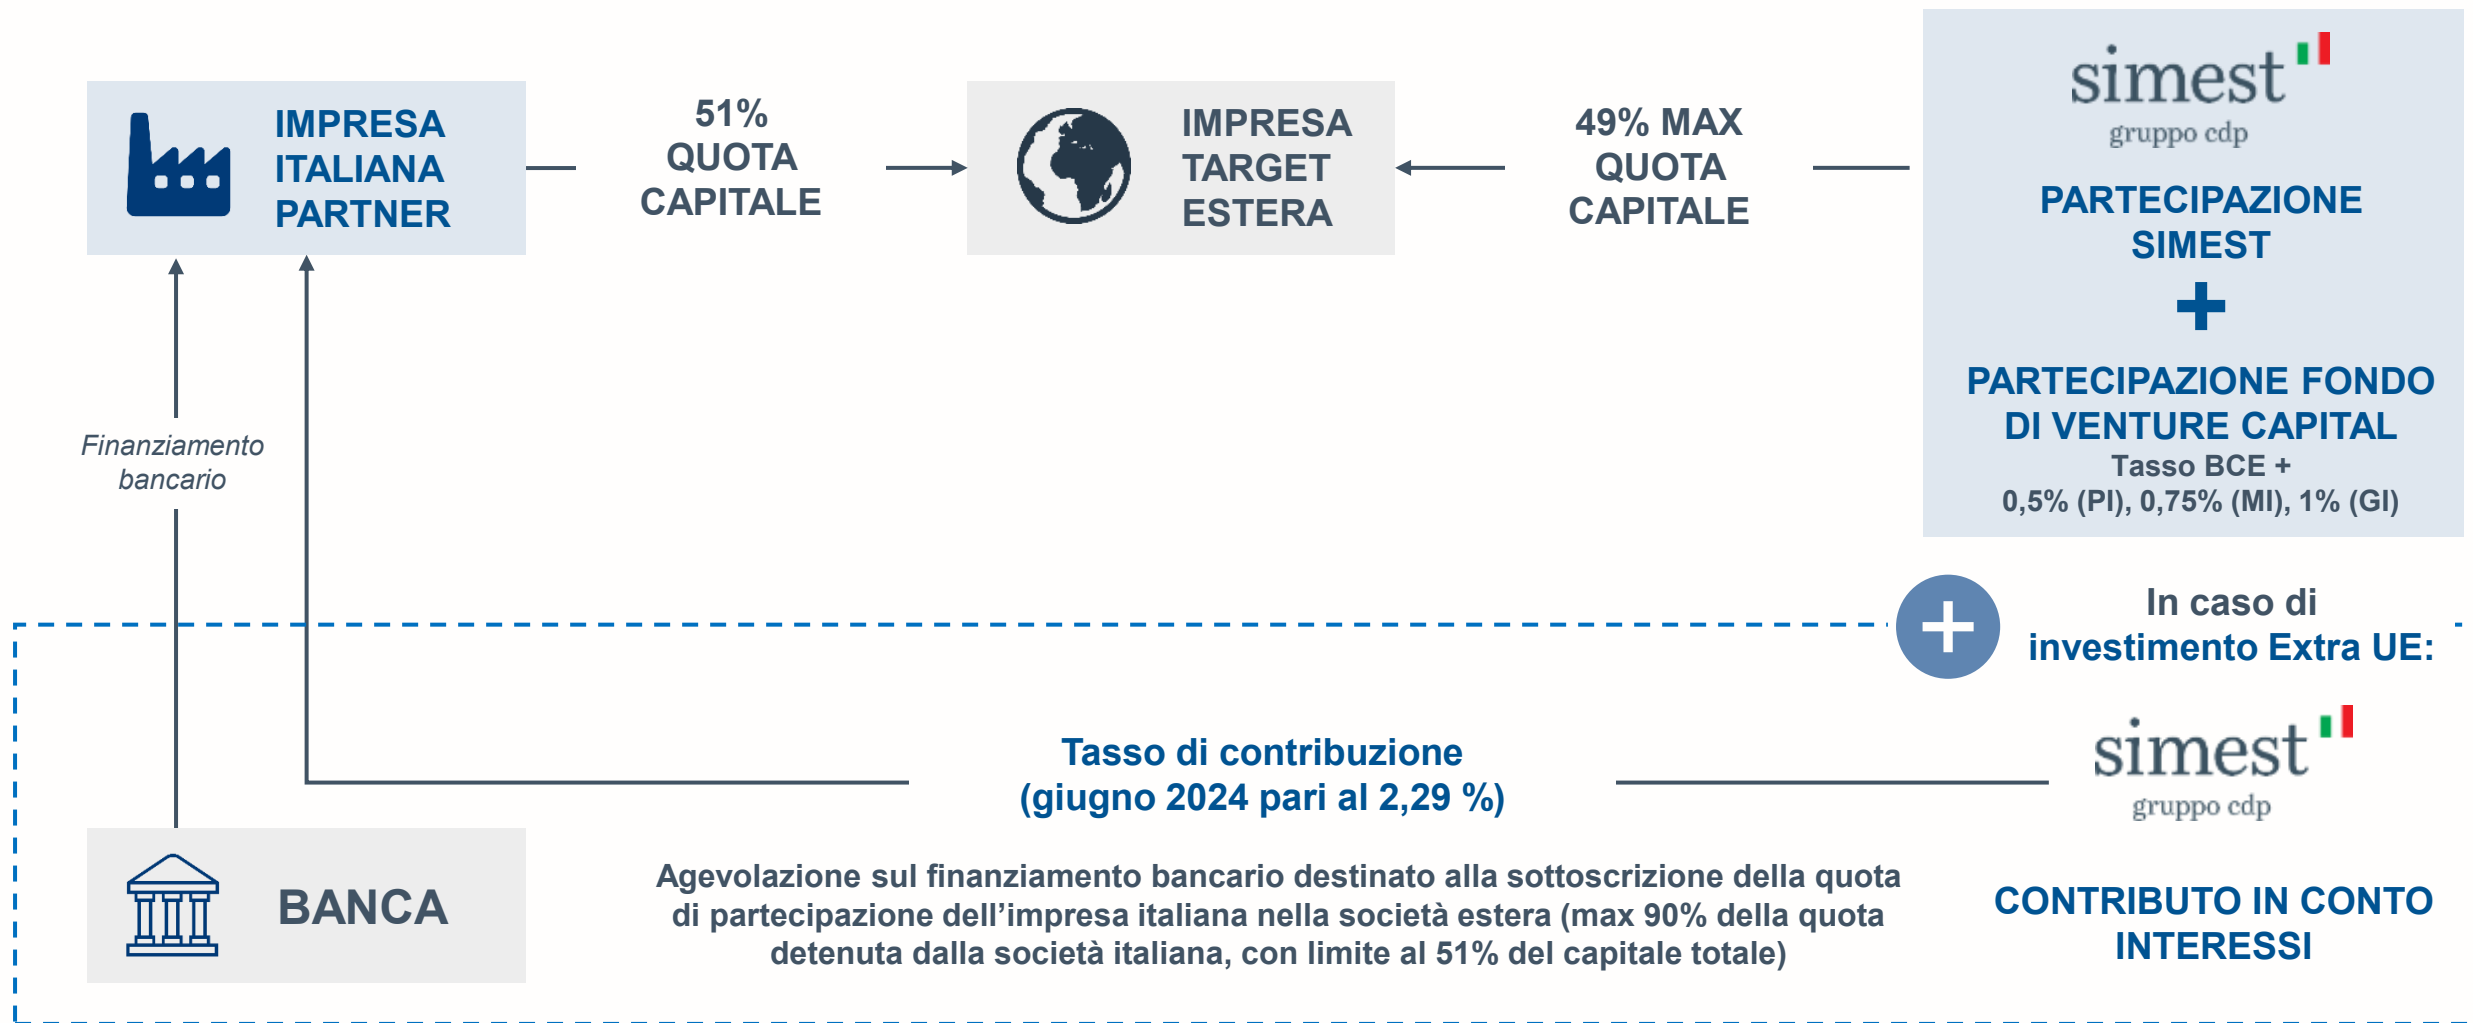 IMPRESA
ITALIANA
PARTNER
51%
QUOTA
CAPITALE
IMPRESA
TARGET
ESTERA
49% MAX
QUOTA
CAPITALE
simest
gruppo cdp
PARTECIPAZIONE
SIMEST
+
PARTECIPAZIONE FONDO
DI VENTURE CAPITAL
Tasso BCE +
0,5% (PI), 0,75% (MI), 1% (GI)
Finanziamento
bancario
+
In caso di
investimento Extra UE:
Tasso di contribuzione
(giugno 2024 pari al 2,29 %)
simest
gruppo cdp
BANCA
Agevolazione sul finanziamento bancario destinato alla sottoscrizione della quota
di partecipazione dell’impresa italiana nella società estera (max 90% della quota
detenuta dalla società italiana, con limite al 51% del capitale totale)
CONTRIBUTO IN CONTO
INTERESSI